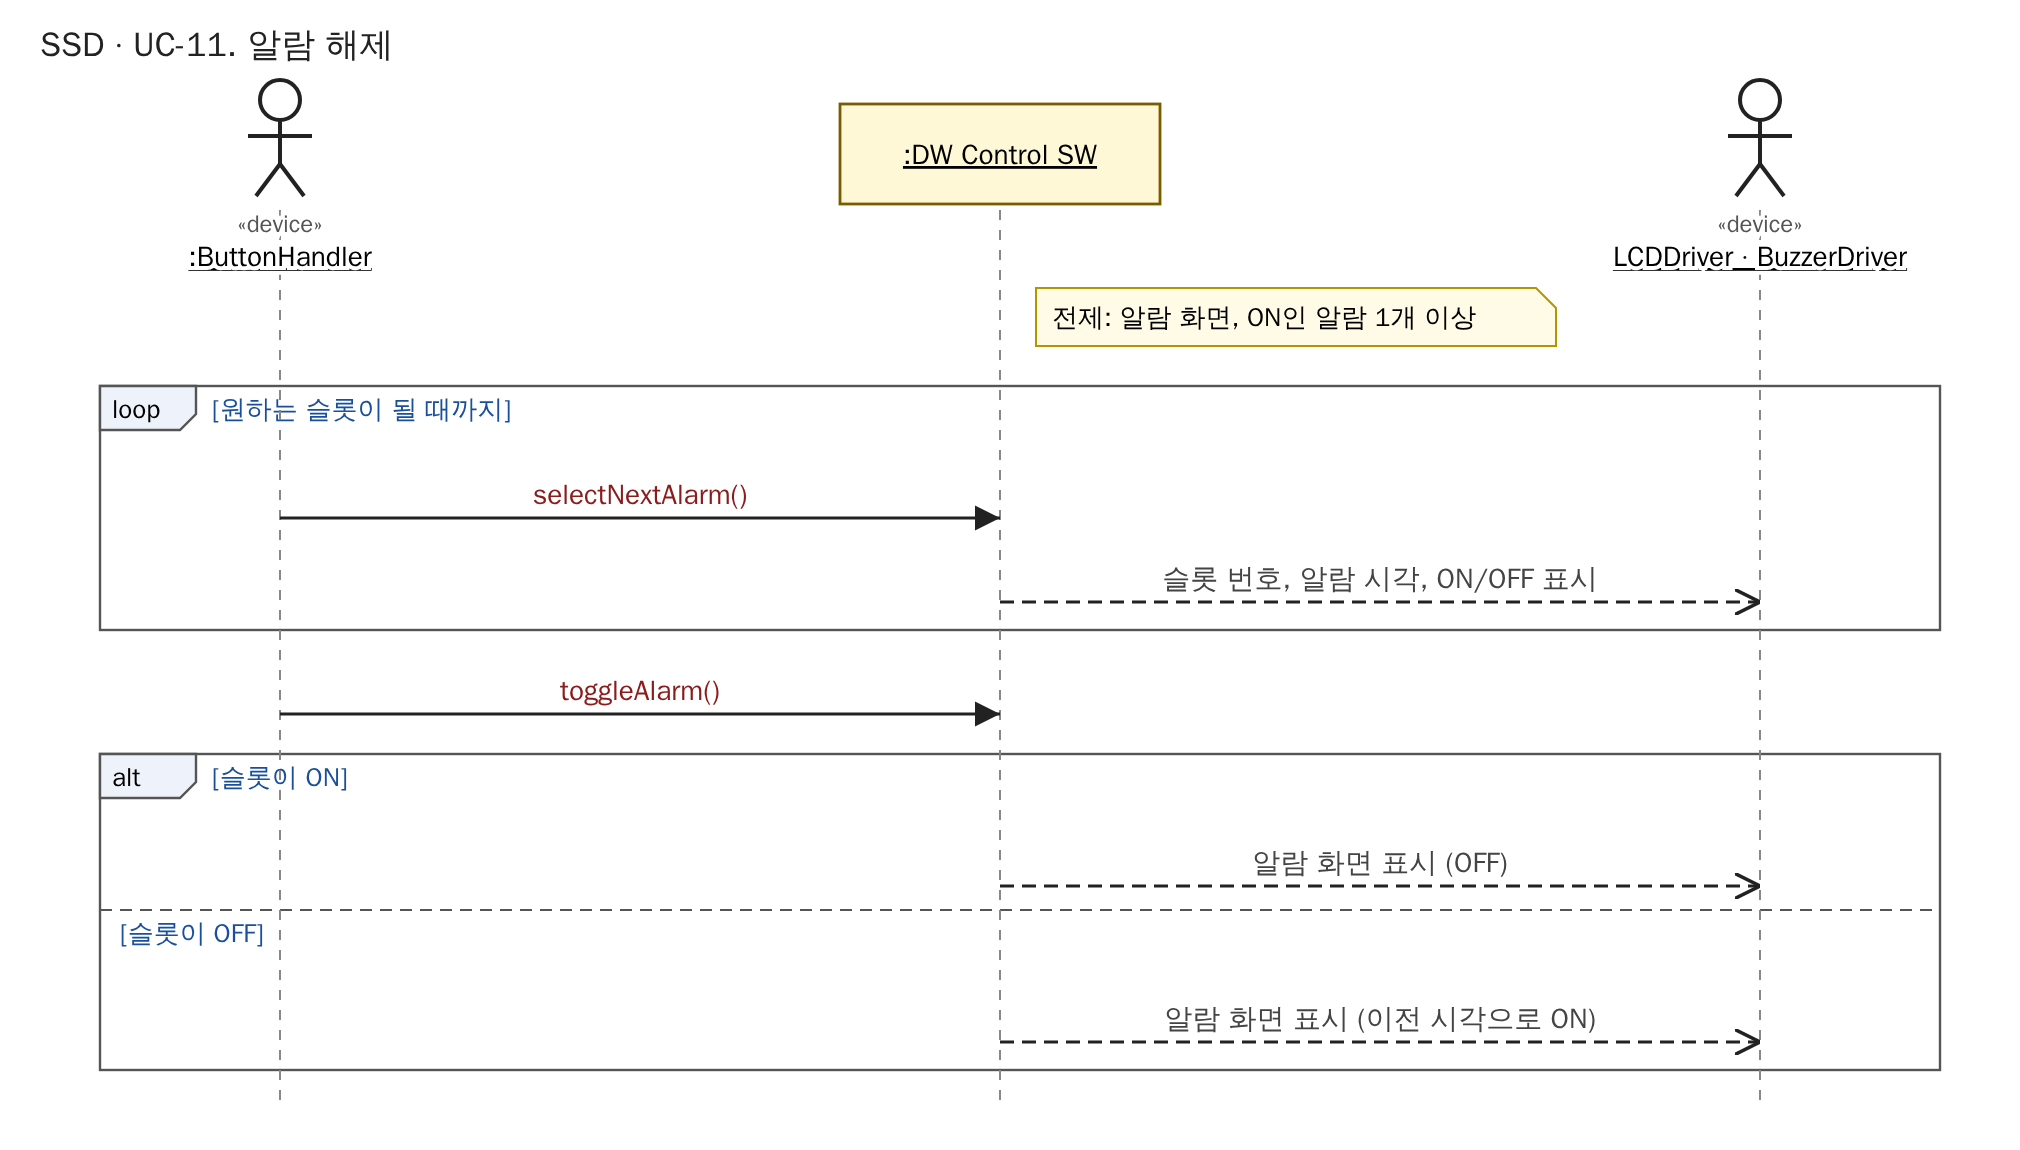 SSD · UC-11. 알람 해제
«device»
:ButtonHandler
:DW Control SW
«device»
LCDDriver · BuzzerDriver
전제: 알람 화면, ON인 알람 1개 이상
loop [원하는 슬롯이 될 때까지]
selectNextAlarm()
슬롯 번호, 알람 시각, ON/OFF 표시
toggleAlarm()
alt [슬롯이 ON]
알람 화면 표시 (OFF)
[슬롯이 OFF]
알람 화면 표시 (이전 시각으로 ON)